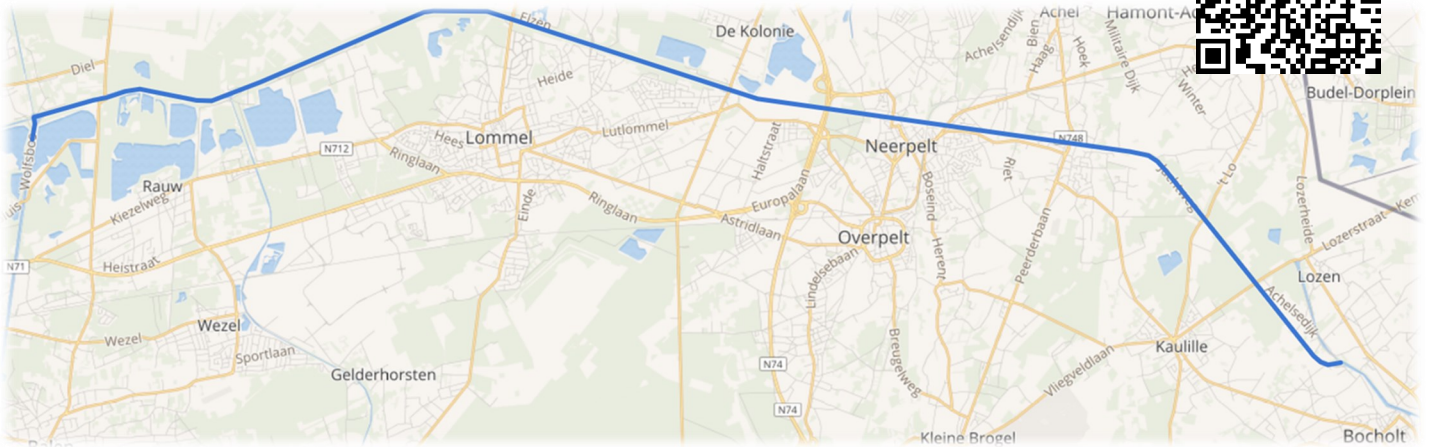 Elzen
De Kolonie
Achel
Hamont-Ac
Achelsendijk
Bien
Haag
Hoek
Militaire Dijk
Winter
Budel-Dorplein
Diel
Heide
Lommel
Hees
Lutlommel
N712
Ringlaan
Haltstraat
Neerpelt
N748
Riet
't Lo
Lozerheide
Wolfsbo
Rauw
Kiezelweg
Einde
Ringlaan
Europalaan
Astridlaan
Boseind
Overpelt
Herent
Peerderbaan
Lozerstraat
N71
Heistraat
Lindelsebaan
Lozen
Achelsedijk
Wezel
Wezel
Sportlaan
Gelderhorsten
N74
Breugelweg
Vliegveldlaan
Kaulille
N74
Kleine Brogel
Bocholt